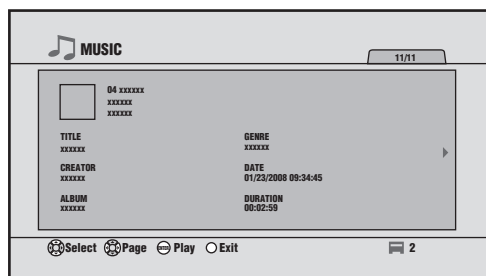 MUSIC
11/11
04 xxxxxx
xxxxxx
xxxxxx
TITLE
xxxxxx
GENRE
xxxxxx
CREATOR
xxxxxx
DATE
01/23/2008 09:34:45
ALBUM
xxxxxx
DURATION
00:02:59
Select Page ENTER Play Exit
2